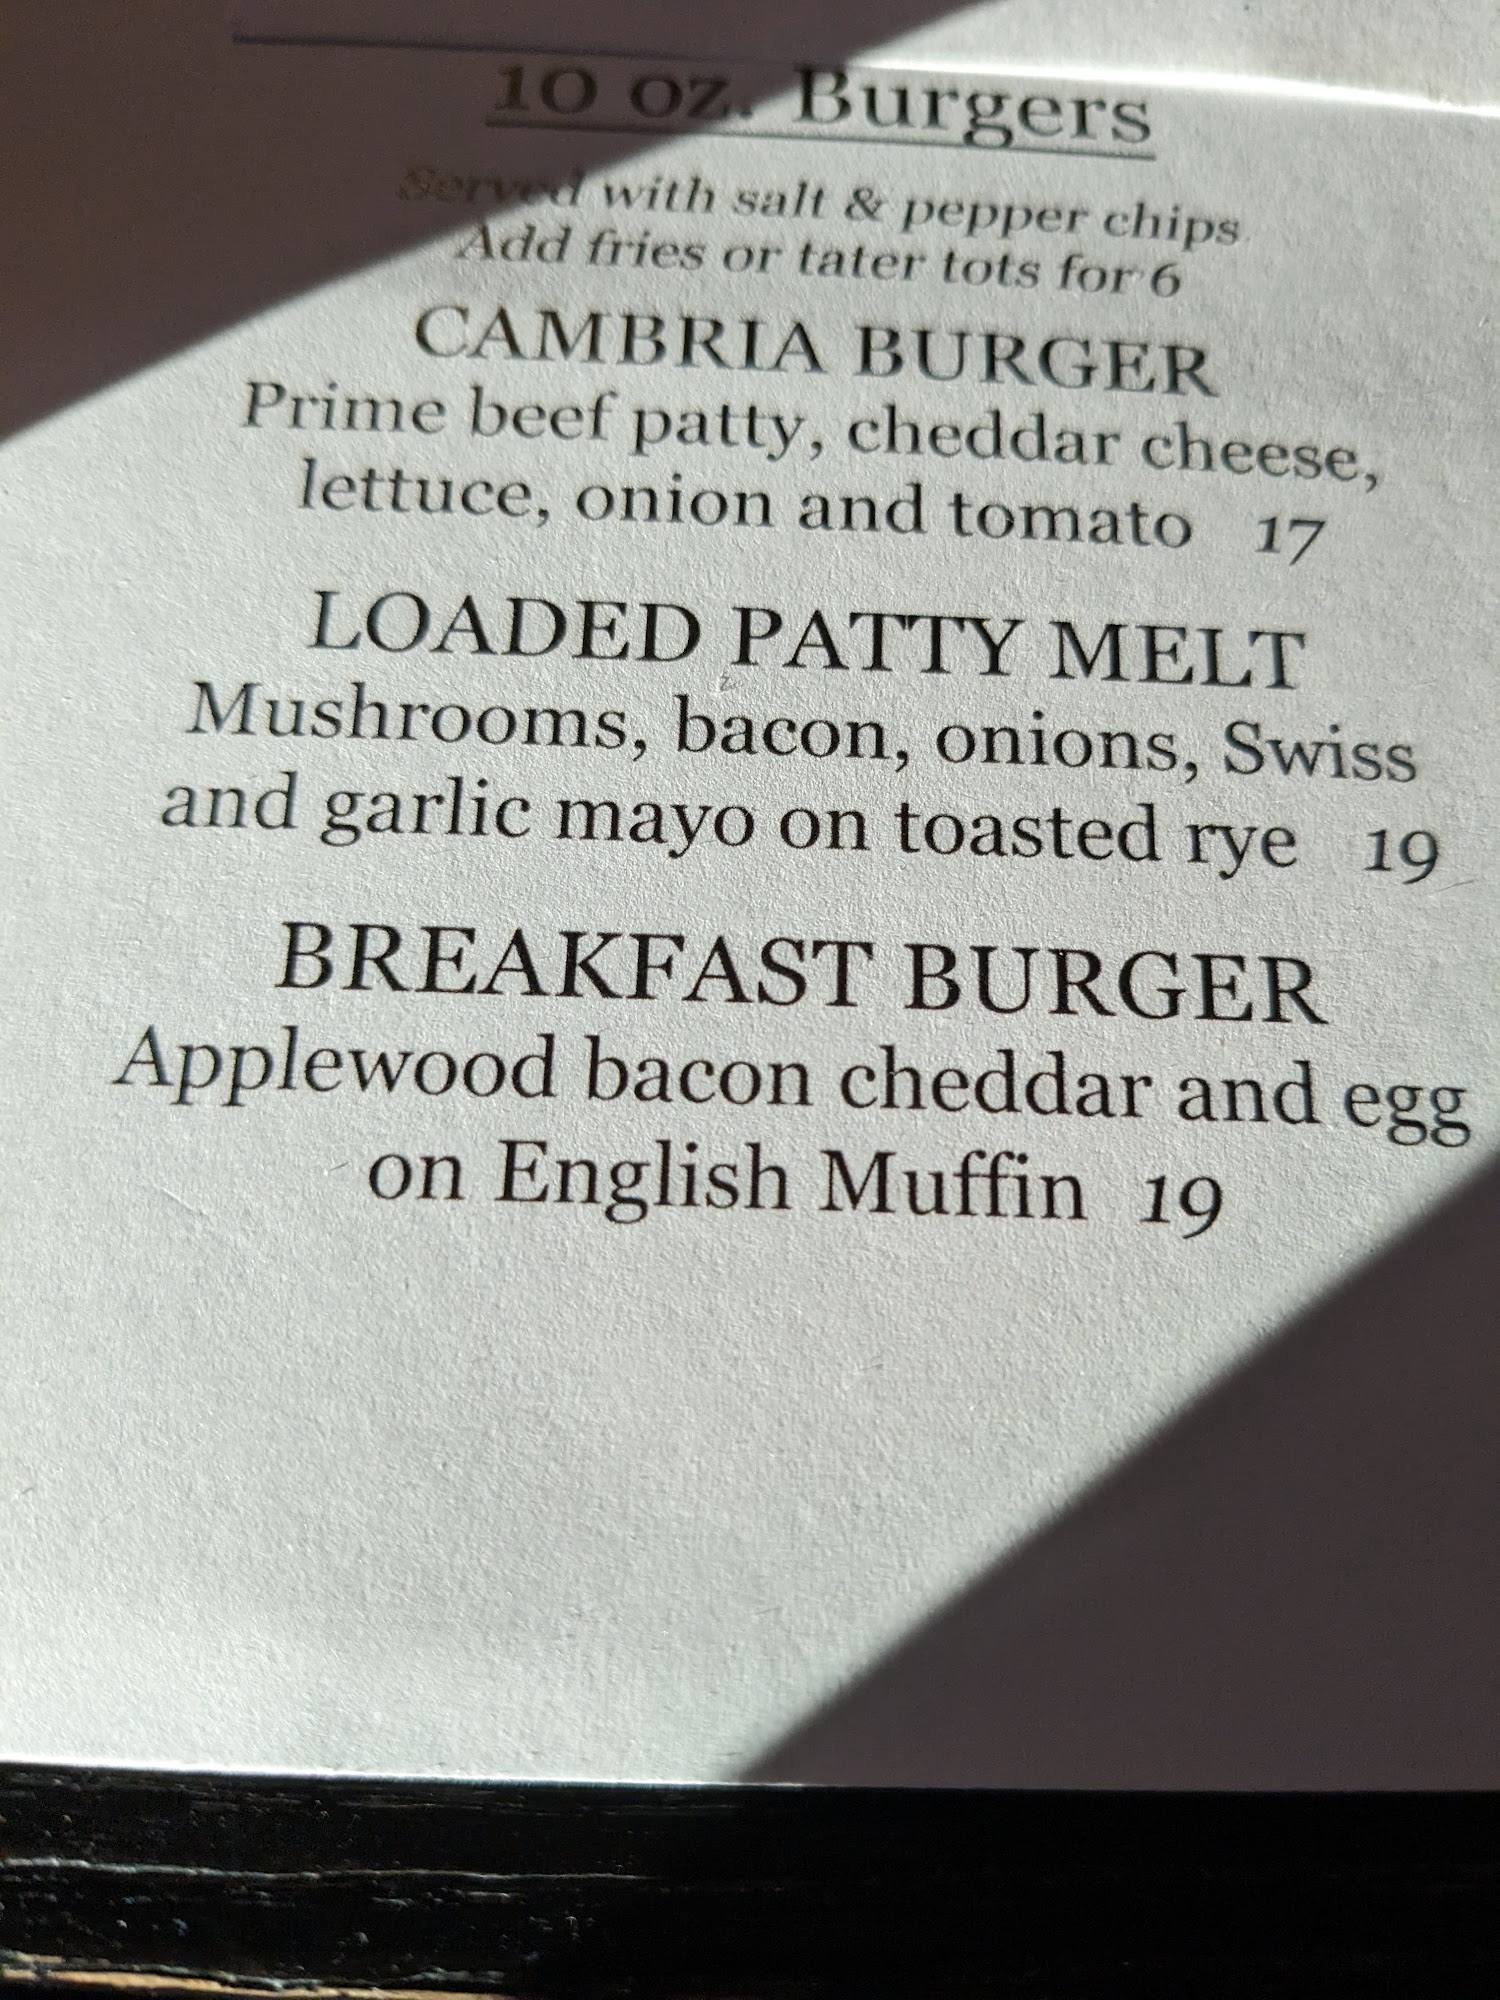 10 oz. Burgers
Served with salt & pepper chips
Add fries or tater tots for 6
CAMBRIA BURGER
Prime beef patty, cheddar cheese,
lettuce, onion and tomato 17
LOADED PATTY MELT
Mushrooms, bacon, onions, Swiss
and garlic mayo on toasted rye 19
BREAKFAST BURGER
Applewood bacon cheddar and egg
on English Muffin 19